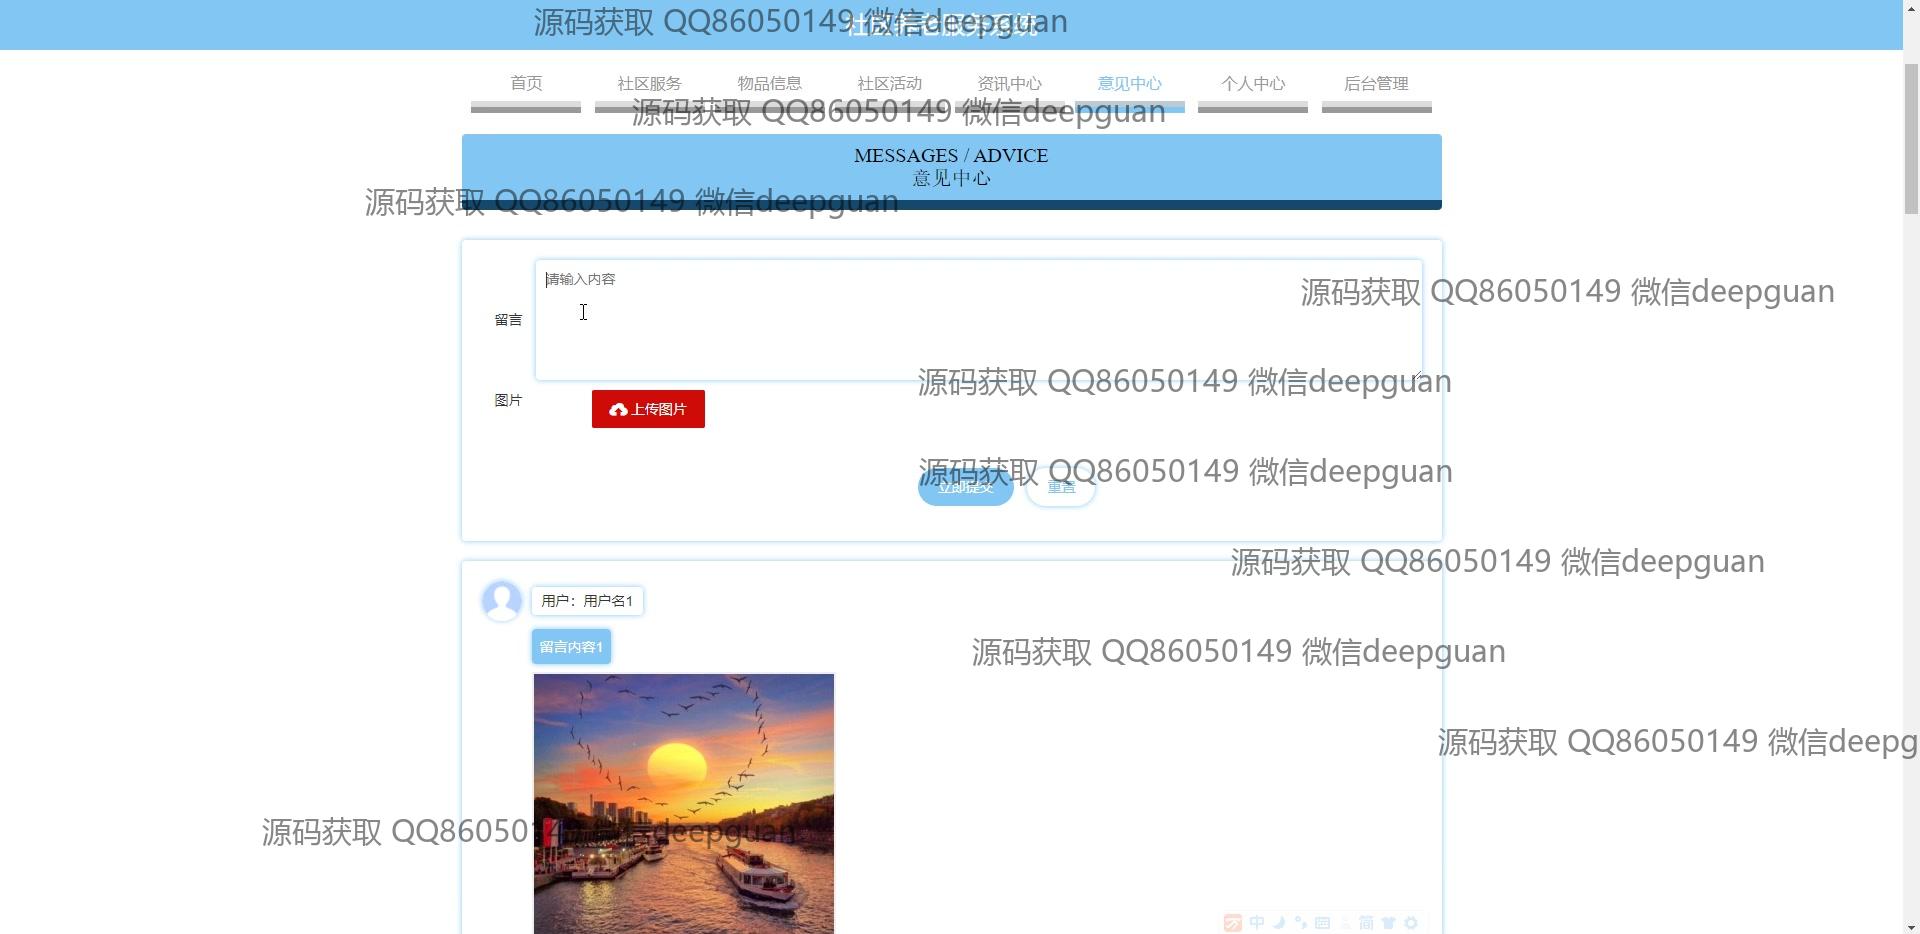 源码获取 QQ86050149 微信deepguan
社区养老服务系统
首页 社区服务 物品信息 社区活动 资讯中心 意见中心 个人中心 后台管理
源码获取 QQ86050149 微信deepguan
MESSAGES / ADVICE
意见中心
源码获取 QQ86050149 微信deepguan
请输入内容
源码获取 QQ86050149 微信deepguan
留言
源码获取 QQ86050149 微信deepguan
图片
上传图片
源码获取 QQ86050149 微信deepguan
立即提交 重置
源码获取 QQ86050149 微信deepguan
用户：用户名1
留言内容1
源码获取 QQ86050149 微信deepguan
源码获取 QQ86050149 微信deepg
源码获取 QQ86050149 微信deepguan
中 简